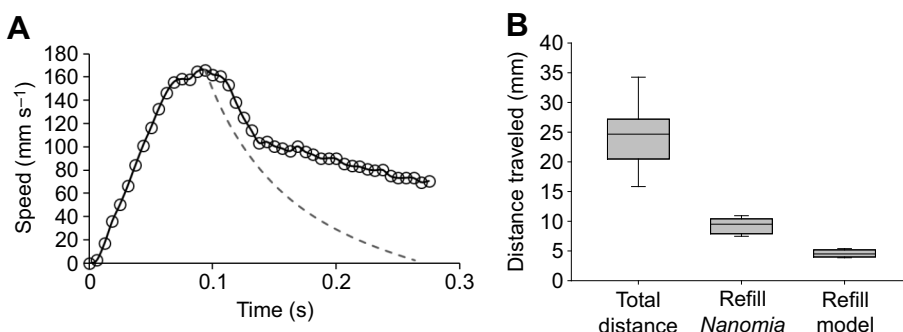 A
180
160
140
120
100
80
60
40
20
0
Speed (mm s⁻¹)
0
0.1
0.2
0.3
Time (s)
B
40
35
30
25
20
15
10
5
0
Distance traveled (mm)
Total
distance
Refill
Nanomia
Refill
model